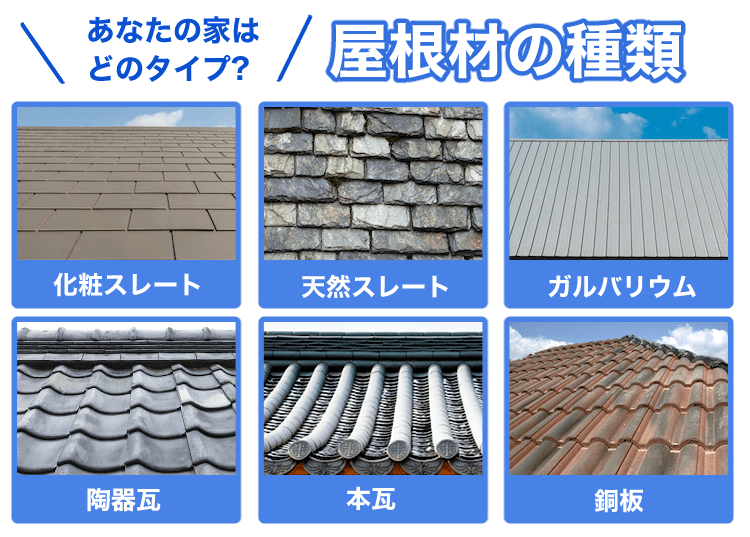 あなたの家は
どのタイプ?
屋根材の種類
化粧スレート
天然スレート
ガルバリウム
陶器瓦
本瓦
銅板